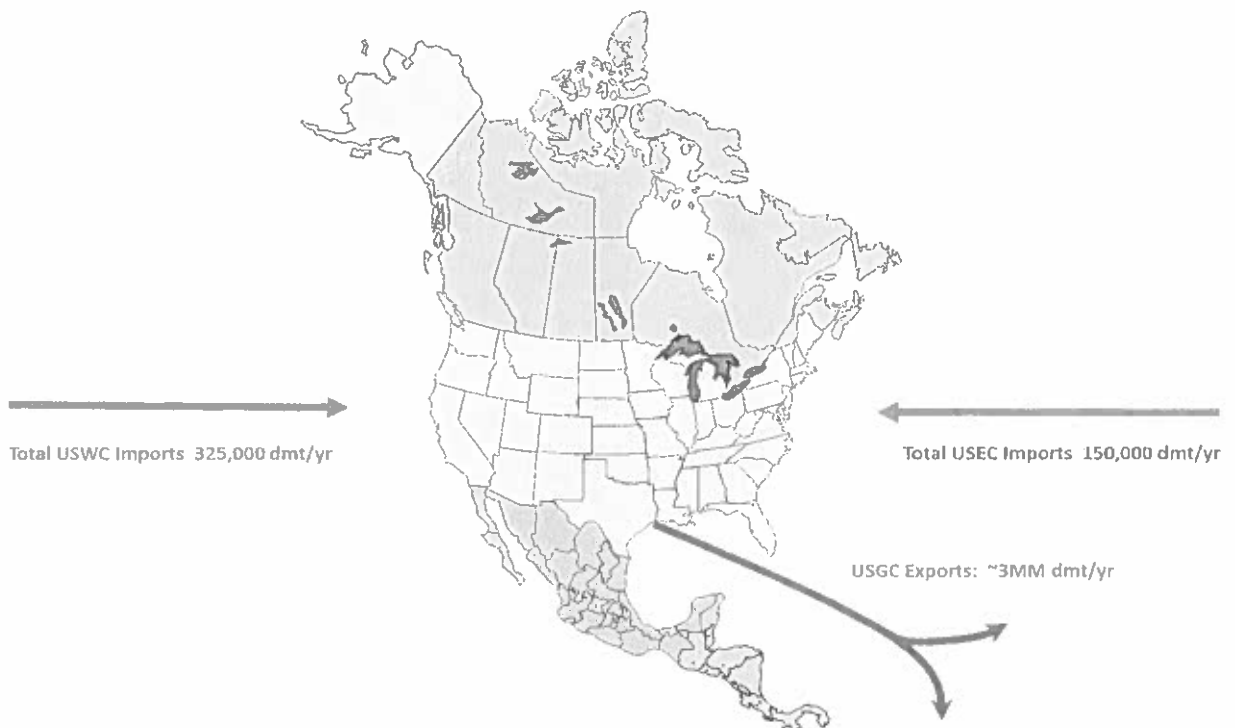 Total USWC Imports 325,000 dmt/yr
Total USEC Imports 150,000 dmt/yr
USGC Exports: ~3MM dmt/yr